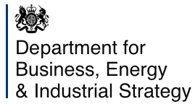 Department for
Business, Energy
& Industrial Strategy